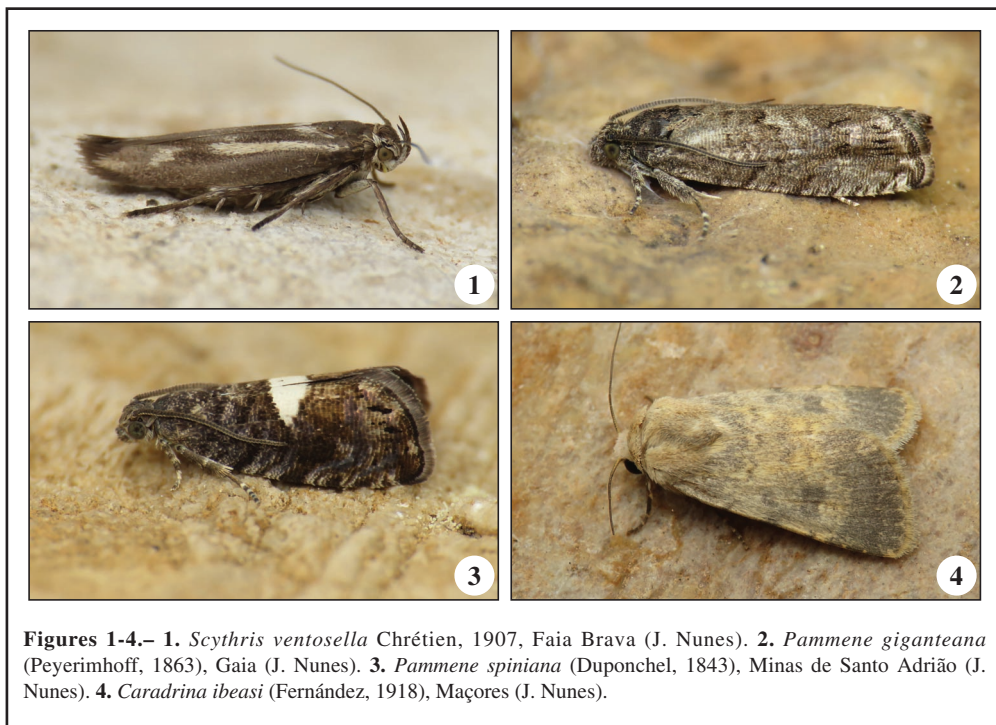 1
2
3
4
Figures 1-4.– 1. Scythris ventosella Chrétien, 1907, Faia Brava (J. Nunes). 2. Pammene giganteana
(Peyerimhoff, 1863), Gaia (J. Nunes). 3. Pammene spiniana (Duponchel, 1843), Minas de Santo Adrião (J.
Nunes). 4. Caradrina ibeasi (Fernández, 1918), Maçores (J. Nunes).